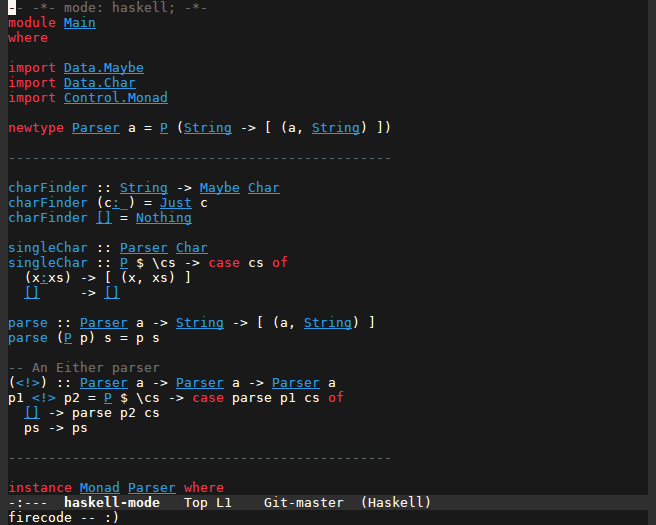 -- -*- mode: haskell; -*-
module Main
where

import Data.Maybe
import Data.Char
import Control.Monad

newtype Parser a = P (String -> [ (a, String) ])

------------------------------------------------

charFinder :: String -> Maybe Char
charFinder (c:_) = Just c
charFinder [] = Nothing

singleChar :: Parser Char
singleChar :: P $ \cs -> case cs of
  (x:xs) -> [ (x, xs) ]
  []     -> []

parse :: Parser a -> String -> [ (a, String) ]
parse (P p) s = p s

-- An Either parser
(<!>) :: Parser a -> Parser a -> Parser a
p1 <!> p2 = P $ \cs -> case parse p1 cs of
  [] -> parse p2 cs
  ps -> ps

------------------------------------------------

instance Monad Parser where
-:---  haskell-mode   Top L1    Git-master  (Haskell)
firecode -- :)